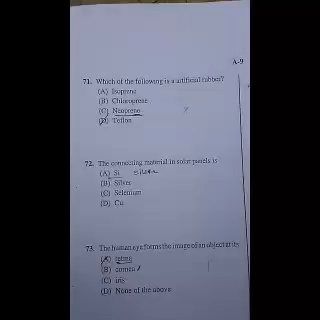 A-9
71. Which of the following is a artificial rubber?
(A) Isoprene
(B) Chloroprene
(C) Neoprene
(D) Teflon
72. The connecting material in solar panels is
(A) Si
(B) Silver
(C) Selenium
(D) Cu
73. The human eye forms the image of an object at its
(A) retina
(B) cornea
(C) iris
(D) None of the above